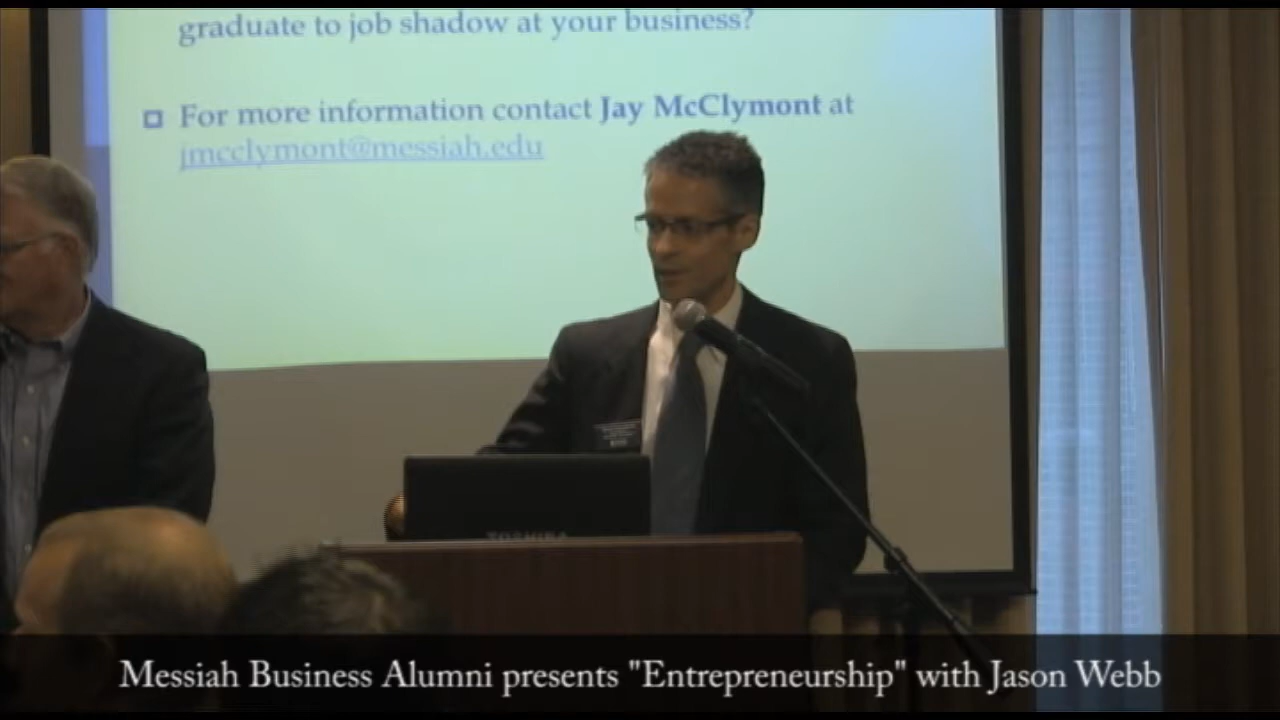 graduate to job shadow at your business?
For more information contact Jay McClymont at
jmcclymont@messiah.edu
TOSHIBA
Messiah Business Alumni presents "Entrepreneurship" with Jason Webb